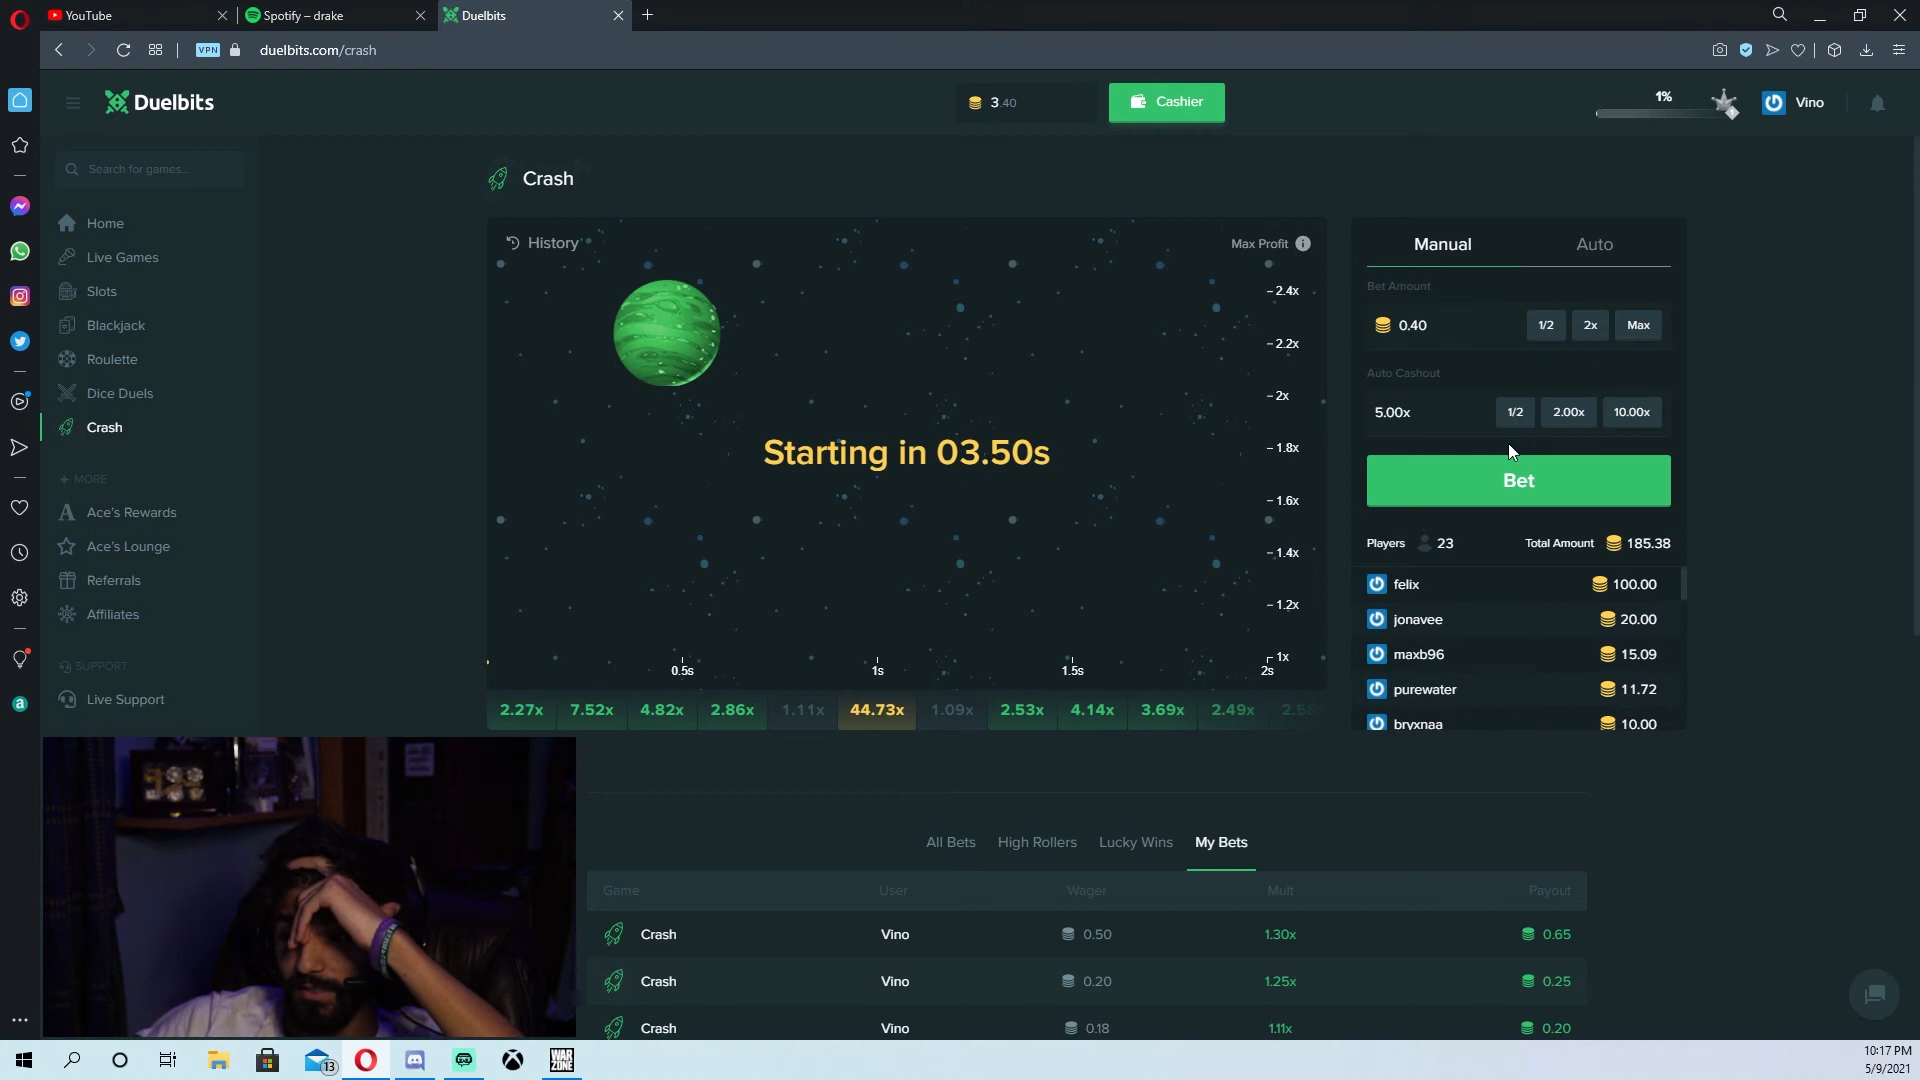 YouTube
Spotify – drake
Duelbits
VPN
duelbits.com/crash
Duelbits
3.40
Cashier
1%
1
Vino
Search for games...
Crash
Home
Live Games
Slots
Blackjack
Roulette
Dice Duels
Crash
MORE
Ace's Rewards
Ace's Lounge
Referrals
Affiliates
SUPPORT
Live Support
History
Max Profit
2.4x
2.2x
2x
1.8x
1.6x
1.4x
1.2x
1x
Starting in 03.50s
0.5s
1s
1.5s
2s
2.27x 7.52x 4.82x 2.86x 1.11x 44.73x 1.09x 2.53x 4.14x 3.69x 2.49x
Manual Auto
Bet Amount
0.40 1/2 2x Max
Auto Cashout
5.00x 1/2 2.00x 10.00x
Bet
Players 23 Total Amount 185.38
felix 100.00
jonavee 20.00
maxb96 15.09
purewater 11.72
bryxnaa 10.00
All Bets High Rollers Lucky Wins My Bets
Game User Wager Mult Payout
Crash Vino 0.50 1.30x 0.65
Crash Vino 0.20 1.25x 0.25
Crash Vino 0.18 1.11x 0.20
13
WAR
ZONE
10:17 PM
5/9/2021